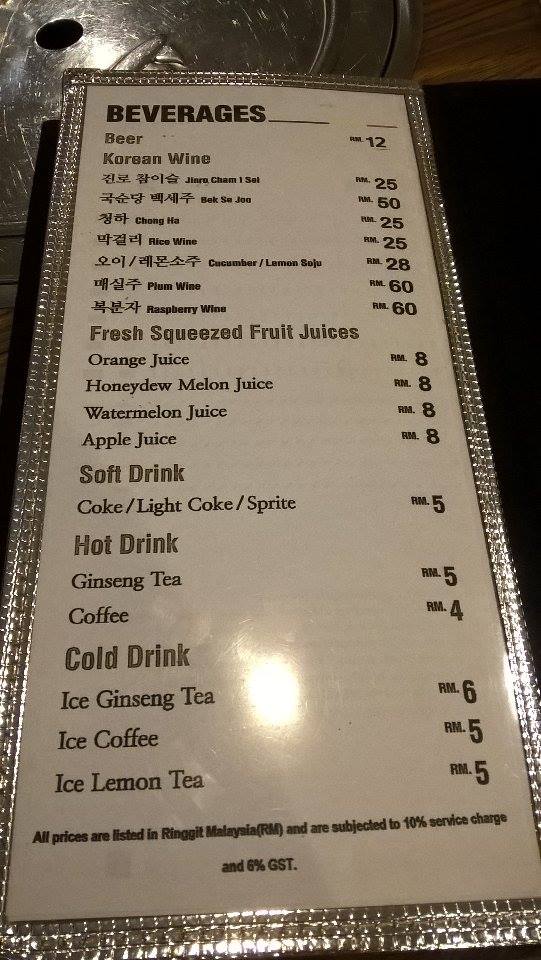 BEVERAGES
Beer RM. 12
Korean Wine
진로 참이슬 Jinro Cham I Sel RM. 25
국순당 백세주 Bek Se Joo RM. 50
청하 Chong Ha RM. 25
막걸리 Rice Wine RM. 25
오이/레몬소주 Cucumber / Lemon Soju RM. 28
매실주 Plum Wine RM. 60
복분자 Raspberry Wine RM. 60
Fresh Squeezed Fruit Juices
Orange Juice RM. 8
Honeydew Melon Juice RM. 8
Watermelon Juice RM. 8
Apple Juice RM. 8
Soft Drink
Coke/Light Coke/Sprite RM. 5
Hot Drink
Ginseng Tea RM. 5
Coffee RM. 4
Cold Drink
Ice Ginseng Tea RM. 6
Ice Coffee RM. 5
Ice Lemon Tea RM. 5
All prices are listed in Ringgit Malaysia(RM) and are subjected to 10% service charge
and 6% GST.